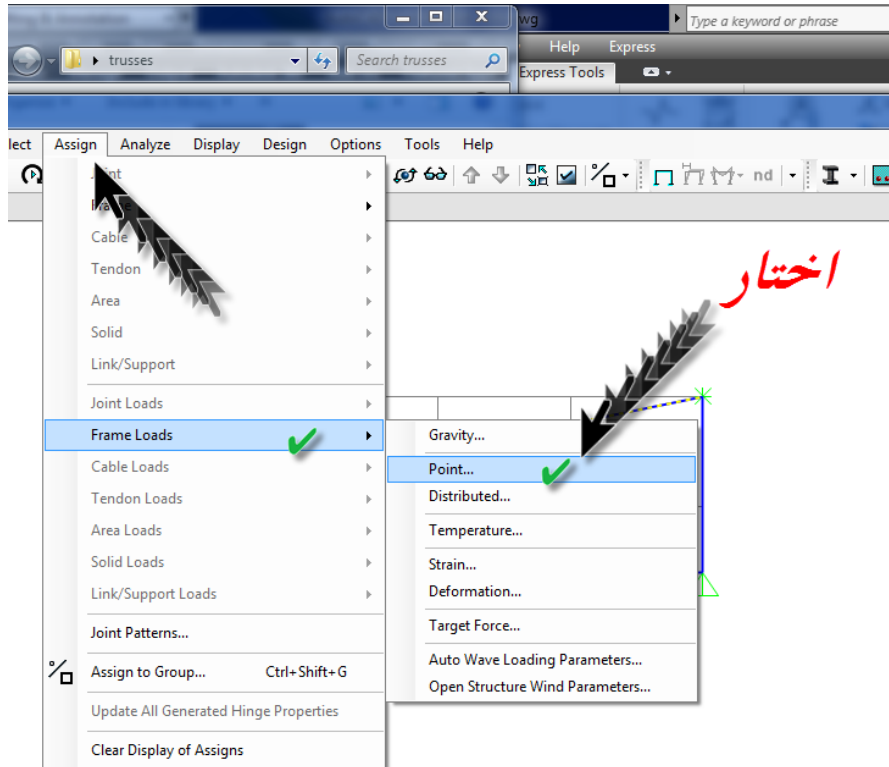 wg
Type a keyword or phrase
Help Express
trusses
Search trusses
Express Tools
lect Assign Analyze Display Design Options Tools Help
nd
Cable
Tendon
Area
Solid
Link/Support
Joint Loads
Frame Loads
Cable Loads
Tendon Loads
Area Loads
Solid Loads
Link/Support Loads
Joint Patterns...
Assign to Group... Ctrl+Shift+G
Update All Generated Hinge Properties
Clear Display of Assigns
اختار
Gravity...
Point...
Distributed...
Temperature...
Strain...
Deformation...
Target Force...
Auto Wave Loading Parameters...
Open Structure Wind Parameters...